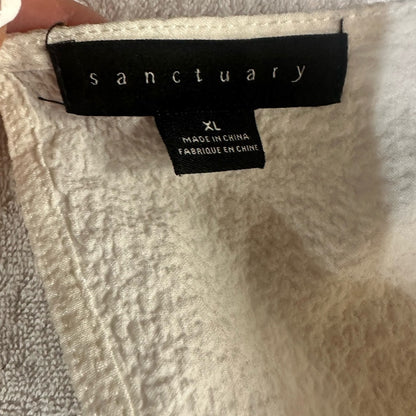 sanctuary
XL
MADE IN CHINA
FABRIQUE EN CHINE